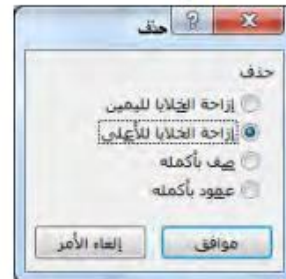 حذف
حذف
إزاحة الخلايا لليمين
إزاحة الخلايا للأعلى
صف بأكمله
عمود بأكمله
موافق
إلغاء الأمر